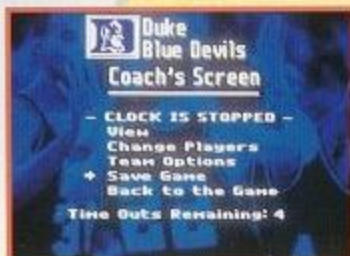 Duke
Blue Devils
Coach's Screen
- CLOCK IS STOPPED -
View
Change Players
Team Options
Save Game
Back to the Game
Time Outs Remaining: 4